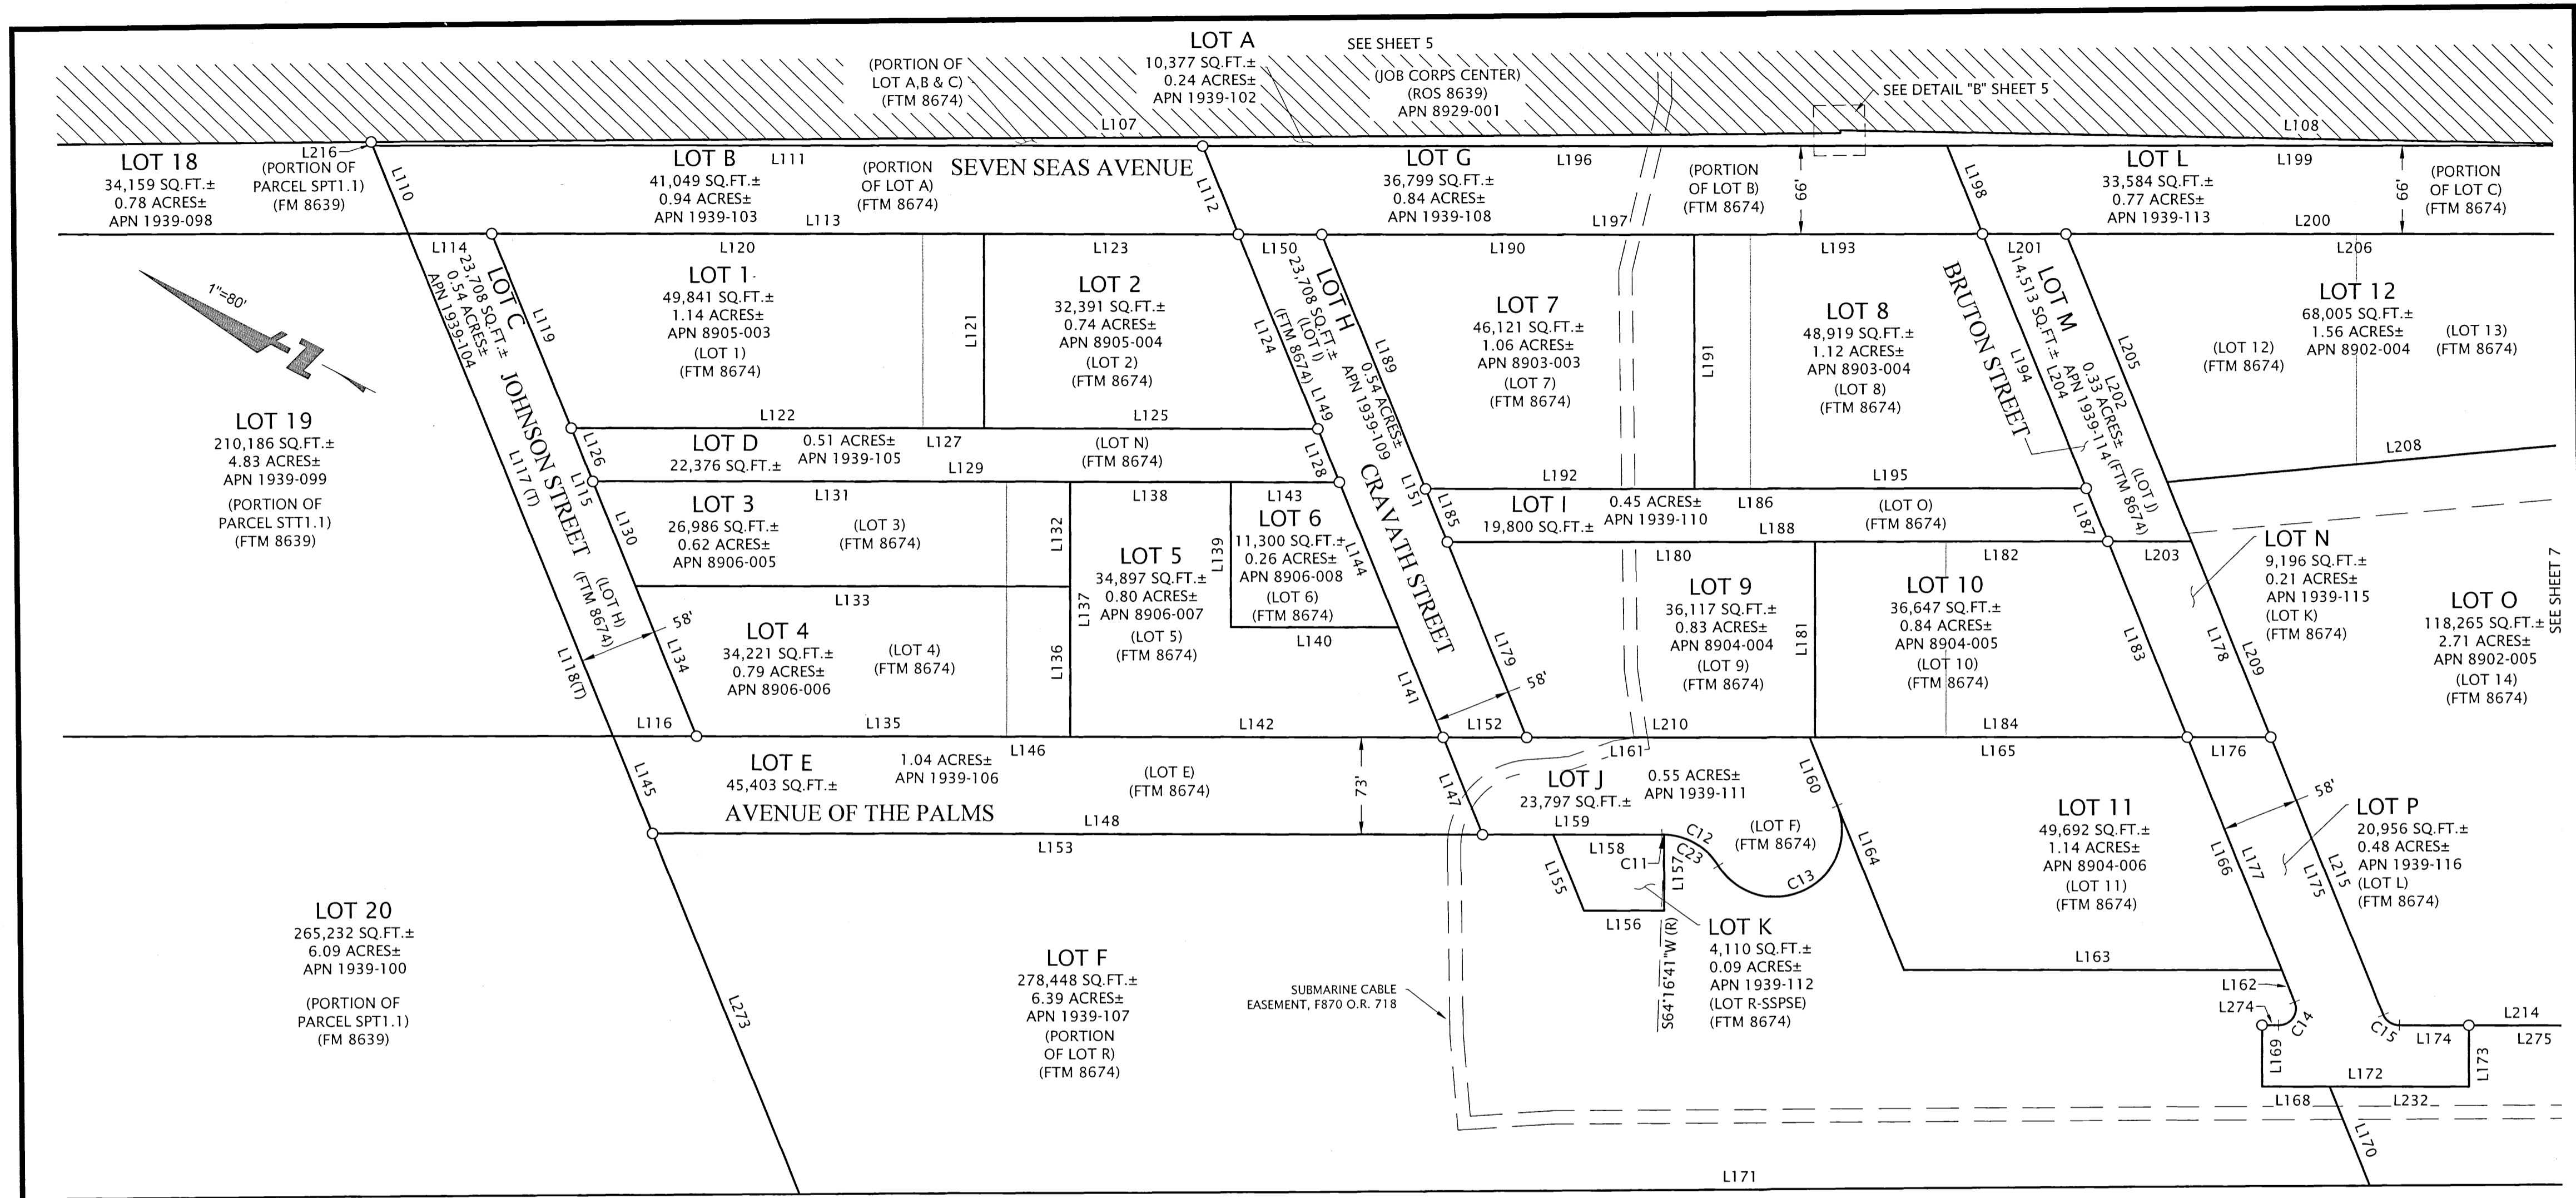 LOT A
10,377 SQ.FT.±
0.24 ACRES±
APN 1939-102
SEE SHEET 5
(PORTION OF
LOT A,B & C)
(FTM 8674)
(JOB CORPS CENTER)
(ROS 8639)
APN 8929-001
SEE DETAIL "B" SHEET 5
L107
L108
L216
LOT 18
34,159 SQ.FT.±
0.78 ACRES±
APN 1939-098
(PORTION OF
PARCEL SPT1.1)
(FM 8639)
L110
LOT B
41,049 SQ.FT.±
0.94 ACRES±
APN 1939-103
L111
(PORTION
OF LOT A)
(FTM 8674)
L113
SEVEN SEAS AVENUE
L112
LOT G
36,799 SQ.FT.±
0.84 ACRES±
APN 1939-108
L196
L197
(PORTION
OF LOT B)
(FTM 8674)
66'
L198
LOT L
33,584 SQ.FT.±
0.77 ACRES±
APN 1939-113
L199
L200
66'
(PORTION
OF LOT C)
(FTM 8674)
L114
L120
L123
L150
L190
L193
L201
L206
1"=80'
LOT C
23,708 SQ.FT.±
0.54 ACRES±
APN 1939-104
L119
JOHNSON STREET
L117 (T)
L115
L126
L130
(LOT H)
(FTM 8674)
58'
L134
L118(T)
LOT 1
49,841 SQ.FT.±
1.14 ACRES±
APN 8905-003
(LOT 1)
(FTM 8674)
L121
L122
LOT 2
32,391 SQ.FT.±
0.74 ACRES±
APN 8905-004
(LOT 2)
(FTM 8674)
L125
L124
LOT H
23,708 SQ.FT.±
(LOT I)
(FTM 8674)
0.54 ACRES±
APN 1939-109
L149
L189
L128
L151
L185
CRAVATH STREET
L144
L179
58'
L141
LOT 7
46,121 SQ.FT.±
1.06 ACRES±
APN 8903-003
(LOT 7)
(FTM 8674)
L191
L192
LOT 8
48,919 SQ.FT.±
1.12 ACRES±
APN 8903-004
(LOT 8)
(FTM 8674)
L195
BRUTON STREET
LOT M
14,513 SQ.FT.±
0.33 ACRES±
APN 1939-114
(LOT J)
(FTM 8674)
L194
L204
L202
L205
LOT 12
68,005 SQ.FT.±
1.56 ACRES±
APN 8902-004
(LOT 12)
(FTM 8674)
(LOT 13)
(FTM 8674)
L208
LOT 19
210,186 SQ.FT.±
4.83 ACRES±
APN 1939-099
(PORTION OF
PARCEL STT1.1)
(FTM 8639)
LOT D
22,376 SQ.FT.±
0.51 ACRES±
APN 1939-105
L127
L129
(LOT N)
(FTM 8674)
LOT I
19,800 SQ.FT.±
0.45 ACRES±
APN 1939-110
L186
L188
(LOT O)
(FTM 8674)
L187
L203
LOT 3
26,986 SQ.FT.±
0.62 ACRES±
APN 8906-005
L131
(LOT 3)
(FTM 8674)
L132
L133
LOT 4
34,221 SQ.FT.±
0.79 ACRES±
APN 8906-006
(LOT 4)
(FTM 8674)
L136
L137
L138
LOT 5
34,897 SQ.FT.±
0.80 ACRES±
APN 8906-007
(LOT 5)
(FTM 8674)
L139
L143
LOT 6
11,300 SQ.FT.±
0.26 ACRES±
APN 8906-008
(LOT 6)
(FTM 8674)
L140
L180
LOT 9
36,117 SQ.FT.±
0.83 ACRES±
APN 8904-004
(LOT 9)
(FTM 8674)
L181
L182
LOT 10
36,647 SQ.FT.±
0.84 ACRES±
APN 8904-005
(LOT 10)
(FTM 8674)
L183
L178
L209
LOT N
9,196 SQ.FT.±
0.21 ACRES±
APN 1939-115
(LOT K)
(FTM 8674)
LOT O
118,265 SQ.FT.±
2.71 ACRES±
APN 8902-005
(LOT 14)
(FTM 8674)
SEE SHEET 7
L116
L135
L142
L152
L210
L184
L145
LOT E
45,403 SQ.FT.±
1.04 ACRES±
APN 1939-106
L146
(LOT E)
(FTM 8674)
AVENUE OF THE PALMS
L148
73'
L147
L153
L161
LOT J
23,797 SQ.FT.±
0.55 ACRES±
APN 1939-111
L159
(LOT F)
(FTM 8674)
L160
L165
L176
L158
C11
C12
C23
C13
L157
L155
L156
L164
LOT K
4,110 SQ.FT.±
0.09 ACRES±
APN 1939-112
(LOT R-SSPSE)
(FTM 8674)
S64°16'41"W (R)
LOT 11
49,692 SQ.FT.±
1.14 ACRES±
APN 8904-006
(LOT 11)
(FTM 8674)
L163
L166
L177
58'
L175
L215
LOT P
20,956 SQ.FT.±
0.48 ACRES±
APN 1939-116
(LOT L)
(FTM 8674)
LOT 20
265,232 SQ.FT.±
6.09 ACRES±
APN 1939-100
(PORTION OF
PARCEL SPT1.1)
(FM 8639)
L273
LOT F
278,448 SQ.FT.±
6.39 ACRES±
APN 1939-107
(PORTION
OF LOT R)
(FTM 8674)
SUBMARINE CABLE
EASEMENT, F870 O.R. 718
L162
L274
C14
C15
L174
L214
L275
L169
L172
L173
L168
L232
L170
L171